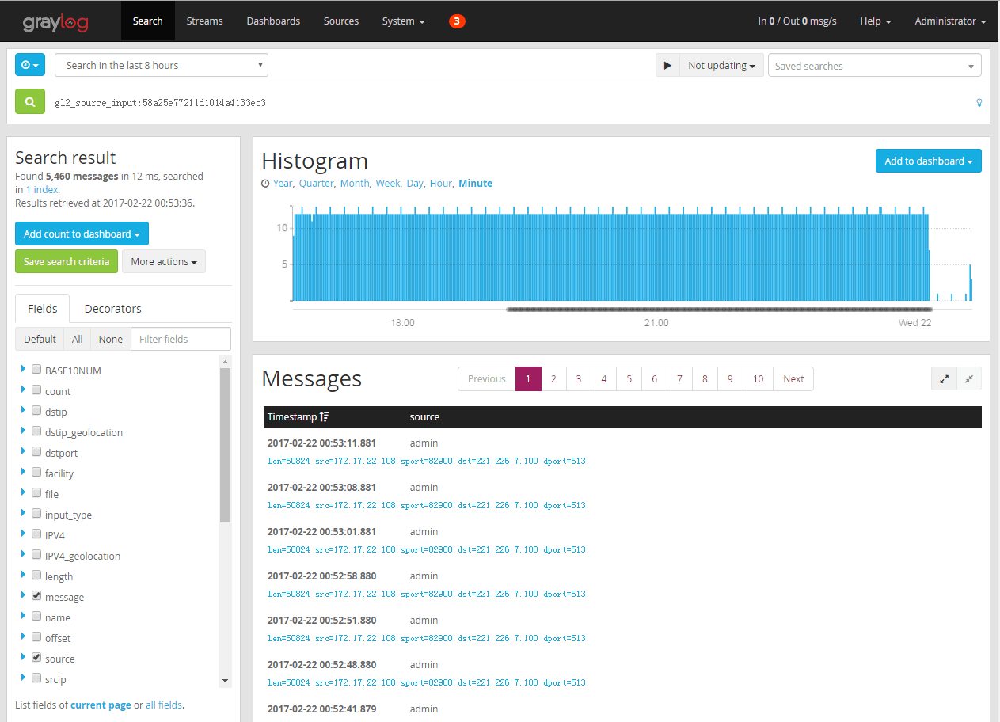 graylog Search Streams Dashboards Sources System 3 In 0 / Out 0 msg/s Help Administrator
Search in the last 8 hours Not updating Saved searches
gl2_source_input:58a25e77211d1014a4133ec3
Search result
Found 5,460 messages in 12 ms, searched
in 1 index.
Results retrieved at 2017-02-22 00:53:36.
Add count to dashboard
Save search criteria More actions
Fields Decorators
Default All None Filter fields
BASE10NUM
count
dstip
dstip_geolocation
dstport
facility
file
input_type
IPV4
IPV4_geolocation
length
message
name
offset
source
srcip
List fields of current page or all fields.
Histogram
Add to dashboard
Year, Quarter, Month, Week, Day, Hour, Minute
10
5
18:00 21:00 Wed 22
Messages
Previous 1 2 3 4 5 6 7 8 9 10 Next
Timestamp source
2017-02-22 00:53:11.881 admin
len=50824 src=172.17.22.108 sport=82900 dst=221.226.7.100 dport=513
2017-02-22 00:53:08.881 admin
len=50824 src=172.17.22.108 sport=82900 dst=221.226.7.100 dport=513
2017-02-22 00:53:01.881 admin
len=50824 src=172.17.22.108 sport=82900 dst=221.226.7.100 dport=513
2017-02-22 00:52:58.880 admin
len=50824 src=172.17.22.108 sport=82900 dst=221.226.7.100 dport=513
2017-02-22 00:52:51.880 admin
len=50824 src=172.17.22.108 sport=82900 dst=221.226.7.100 dport=513
2017-02-22 00:52:48.880 admin
len=50824 src=172.17.22.108 sport=82900 dst=221.226.7.100 dport=513
2017-02-22 00:52:41.879 admin